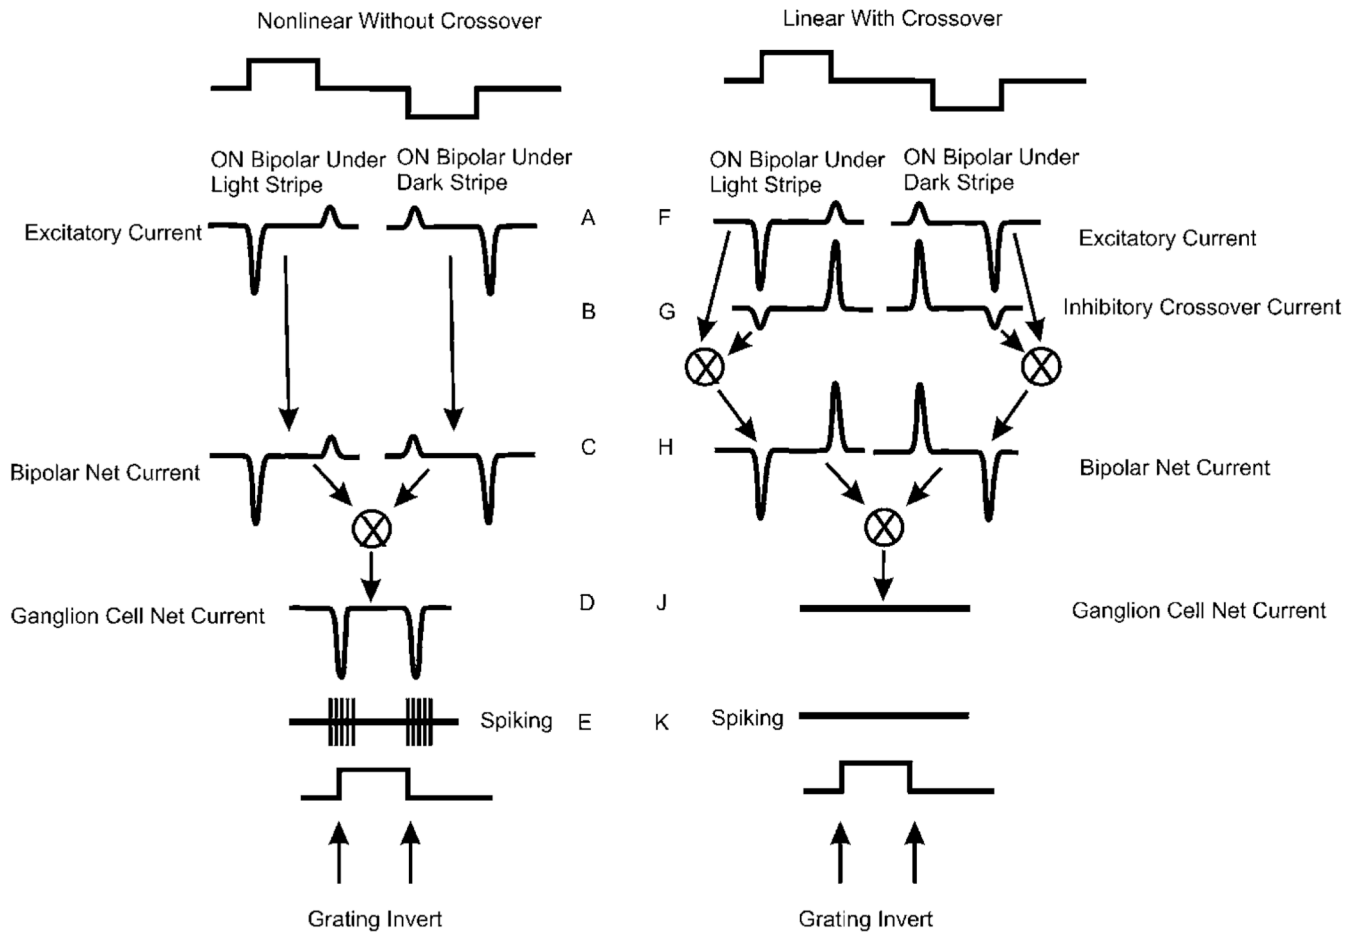 Nonlinear Without Crossover
Linear With Crossover
ON Bipolar Under
Light Stripe
ON Bipolar Under
Dark Stripe
ON Bipolar Under
Light Stripe
ON Bipolar Under
Dark Stripe
Excitatory Current
A
F
Excitatory Current
B
G
Inhibitory Crossover Current
Bipolar Net Current
C
H
Bipolar Net Current
Ganglion Cell Net Current
D
J
Ganglion Cell Net Current
Spiking
E
K
Spiking
Grating Invert
Grating Invert